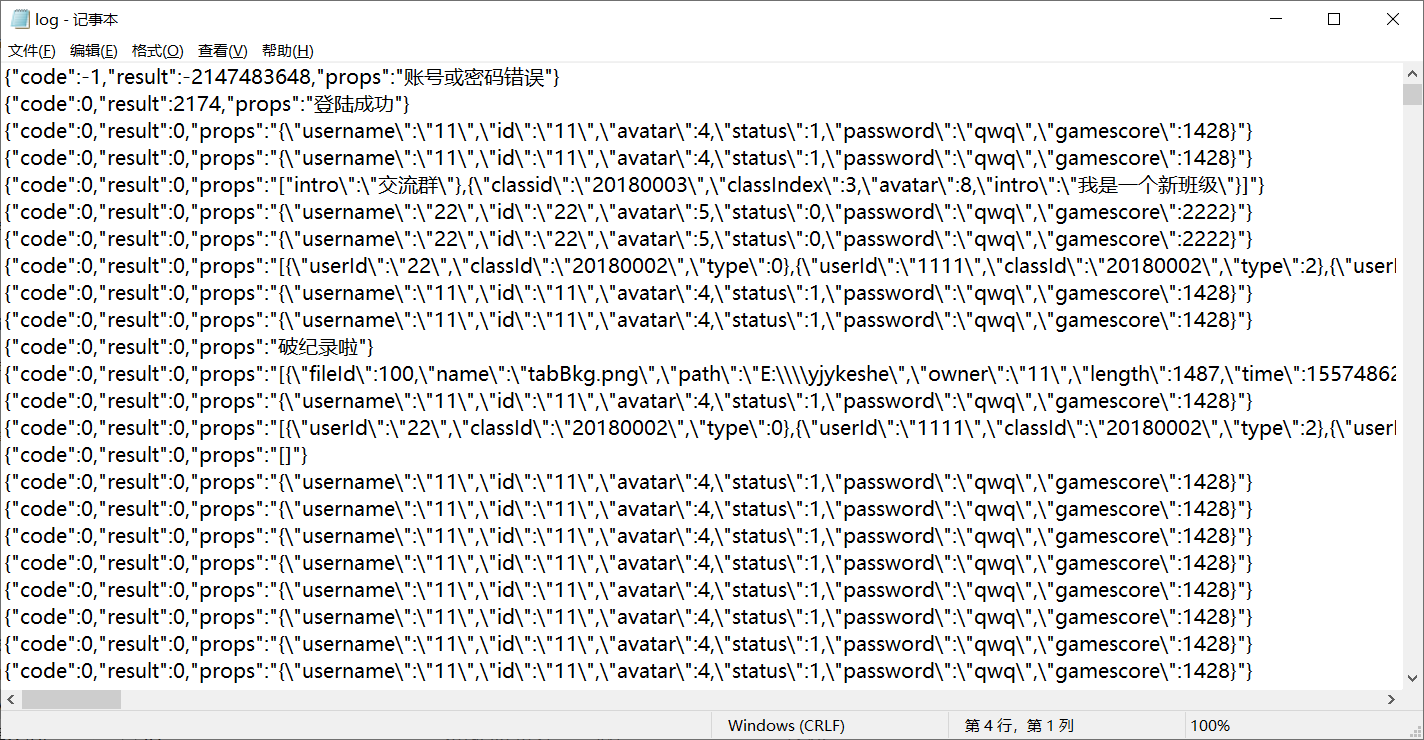 log - 记事本
文件(F) 编辑(E) 格式(O) 查看(V) 帮助(H)
{"code":-1,"result":-2147483648,"props":"账号或密码错误"}
{"code":0,"result":2174,"props":"登陆成功"}
{"code":0,"result":0,"props":"{\"username\":\"11\",\"id\":\"11\",\"avatar\":4,\"status\":1,\"password\":\"qwq\",\"gamescore\":1428}"}
{"code":0,"result":0,"props":"{\"username\":\"11\",\"id\":\"11\",\"avatar\":4,\"status\":1,\"password\":\"qwq\",\"gamescore\":1428}"}
{"code":0,"result":0,"props":"["intro\":\"交流群\"},{\"classid\":\"20180003\",\"classIndex\":3,\"avatar\":8,\"intro\":\"我是一个新班级\"}]"}
{"code":0,"result":0,"props":"{\"username\":\"22\",\"id\":\"22\",\"avatar\":5,\"status\":0,\"password\":\"qwq\",\"gamescore\":2222}"}
{"code":0,"result":0,"props":"{\"username\":\"22\",\"id\":\"22\",\"avatar\":5,\"status\":0,\"password\":\"qwq\",\"gamescore\":2222}"}
{"code":0,"result":0,"props":"[{\"userId\":\"22\",\"classId\":\"20180002\",\"type\":0},{\"userId\":\"1111\",\"classId\":\"20180002\",\"type\":2},{\"userI
{"code":0,"result":0,"props":"{\"username\":\"11\",\"id\":\"11\",\"avatar\":4,\"status\":1,\"password\":\"qwq\",\"gamescore\":1428}"}
{"code":0,"result":0,"props":"{\"username\":\"11\",\"id\":\"11\",\"avatar\":4,\"status\":1,\"password\":\"qwq\",\"gamescore\":1428}"}
{"code":0,"result":0,"props":"破纪录啦"}
{"code":0,"result":0,"props":"[{\"fileId\":100,\"name\":\"tabBkg.png\",\"path\":\"E:\\\\yjykeshe\",\"owner\":\"11\",\"length\":1487,\"time\":15574862
{"code":0,"result":0,"props":"{\"username\":\"11\",\"id\":\"11\",\"avatar\":4,\"status\":1,\"password\":\"qwq\",\"gamescore\":1428}"}
{"code":0,"result":0,"props":"[{\"userId\":\"22\",\"classId\":\"20180002\",\"type\":0},{\"userId\":\"1111\",\"classId\":\"20180002\",\"type\":2},{\"userI
{"code":0,"result":0,"props":"[]"}
{"code":0,"result":0,"props":"{\"username\":\"11\",\"id\":\"11\",\"avatar\":4,\"status\":1,\"password\":\"qwq\",\"gamescore\":1428}"}
{"code":0,"result":0,"props":"{\"username\":\"11\",\"id\":\"11\",\"avatar\":4,\"status\":1,\"password\":\"qwq\",\"gamescore\":1428}"}
{"code":0,"result":0,"props":"{\"username\":\"11\",\"id\":\"11\",\"avatar\":4,\"status\":1,\"password\":\"qwq\",\"gamescore\":1428}"}
{"code":0,"result":0,"props":"{\"username\":\"11\",\"id\":\"11\",\"avatar\":4,\"status\":1,\"password\":\"qwq\",\"gamescore\":1428}"}
{"code":0,"result":0,"props":"{\"username\":\"11\",\"id\":\"11\",\"avatar\":4,\"status\":1,\"password\":\"qwq\",\"gamescore\":1428}"}
{"code":0,"result":0,"props":"{\"username\":\"11\",\"id\":\"11\",\"avatar\":4,\"status\":1,\"password\":\"qwq\",\"gamescore\":1428}"}
{"code":0,"result":0,"props":"{\"username\":\"11\",\"id\":\"11\",\"avatar\":4,\"status\":1,\"password\":\"qwq\",\"gamescore\":1428}"}
{"code":0,"result":0,"props":"{\"username\":\"11\",\"id\":\"11\",\"avatar\":4,\"status\":1,\"password\":\"qwq\",\"gamescore\":1428}"}
Windows (CRLF) 第 4 行，第 1 列 100%